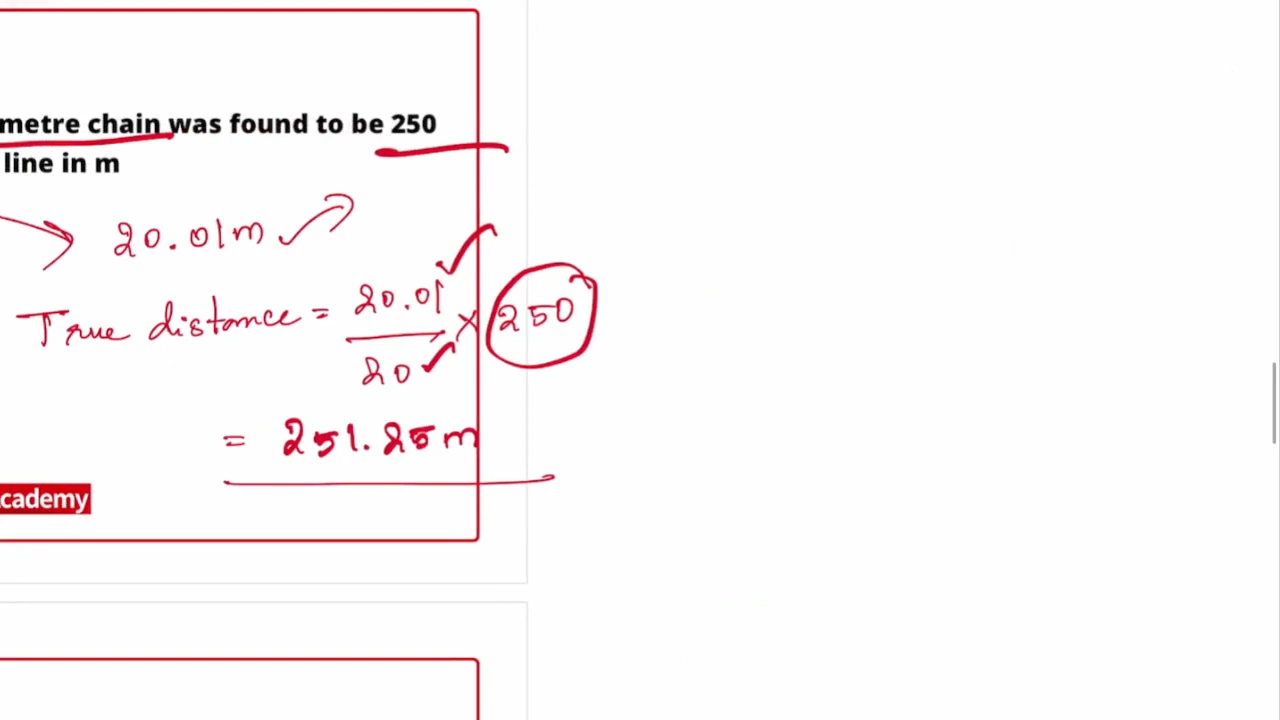 metre chain was found to be 250
line in m
20.01m
True distance = 20.01 / 20 × 250
= 251.25m
cademy